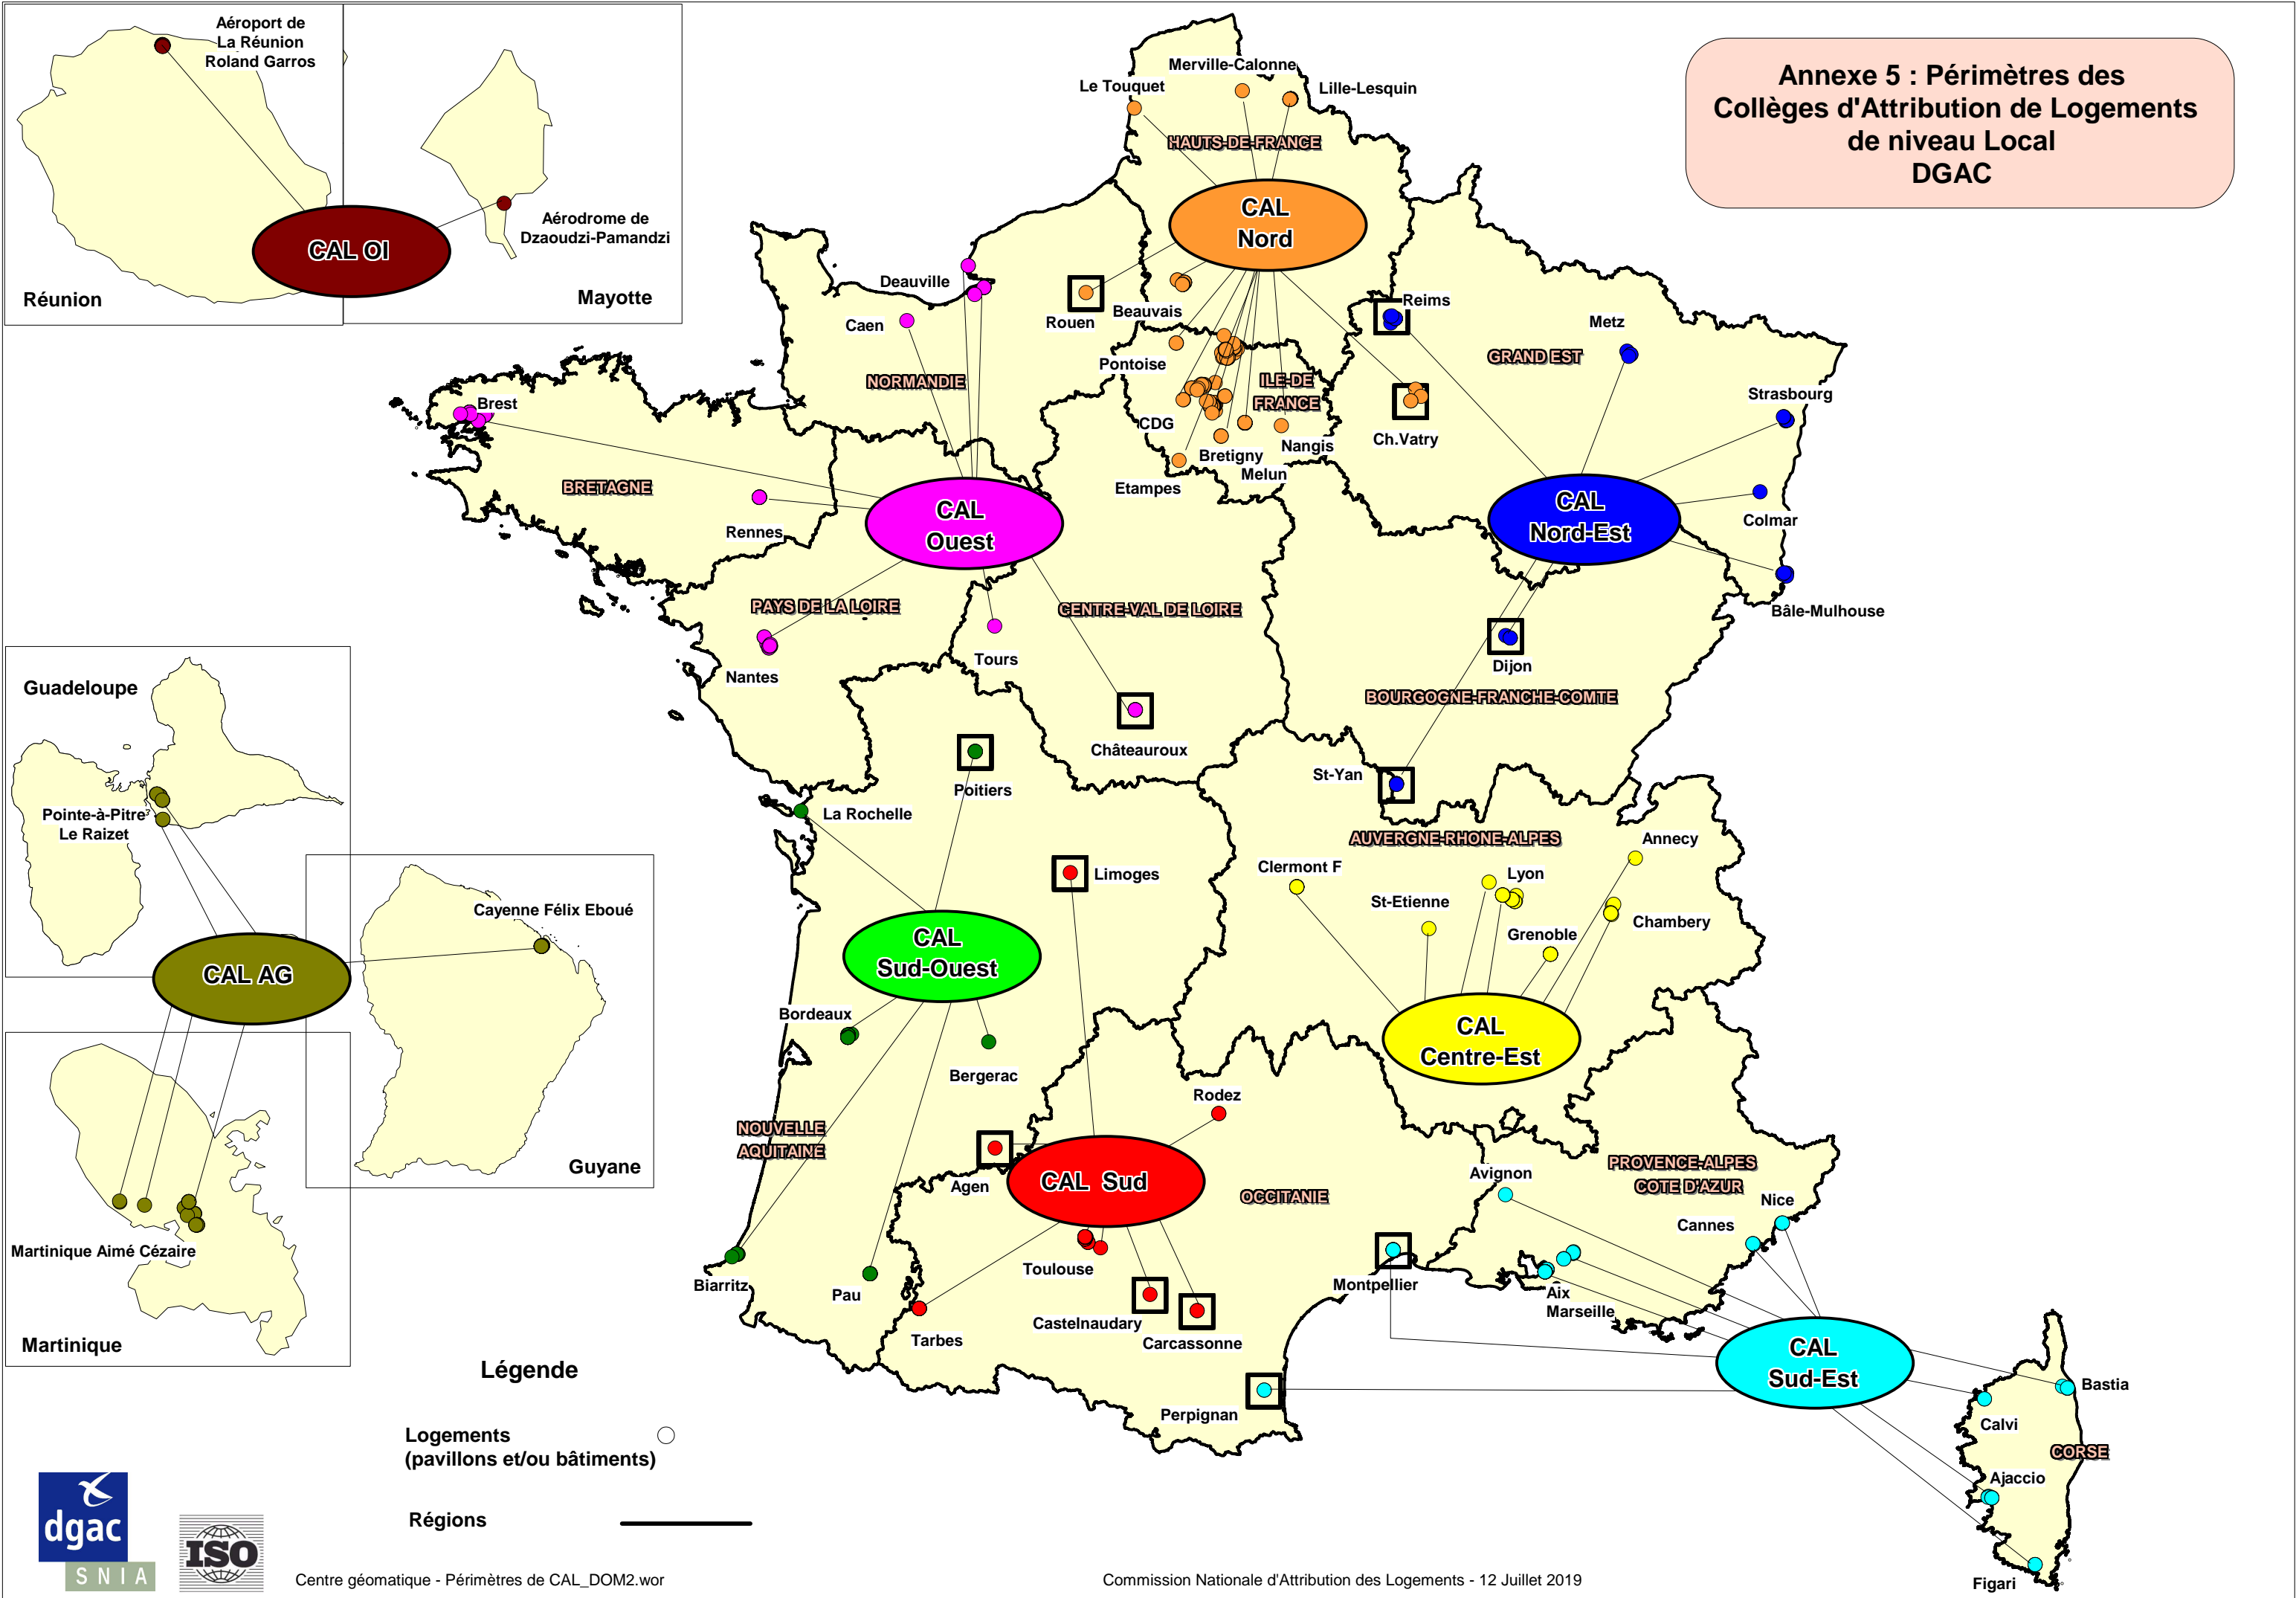 Annexe 5 : Périmètres des
Collèges d'Attribution de Logements
de niveau Local
DGAC
Aéroport de
La Réunion
Roland Garros
CAL OI
Réunion
Aérodrome de
Dzaoudzi-Pamandzi
Mayotte
Le Touquet
Merville-Calonne
Lille-Lesquin
HAUTS-DE-FRANCE
CAL
Nord
Deauville
Caen
Rouen
Beauvais
Reims
Metz
GRAND EST
Pontoise
NORMANDIE
ILE-DE
FRANCE
Strasbourg
Brest
CDG
Nangis
Ch.Vatry
Bretigny
Melun
Etampes
BRETAGNE
Rennes
CAL
Ouest
CAL
Nord-Est
Colmar
Bâle-Mulhouse
PAYS DE LA LOIRE
CENTRE-VAL DE LOIRE
Nantes
Tours
Dijon
BOURGOGNE-FRANCHE-COMTE
Châteauroux
St-Yan
Poitiers
La Rochelle
Limoges
AUVERGNE-RHONE-ALPES
Annecy
Clermont F
Lyon
St-Etienne
Chambery
Grenoble
CAL
Sud-Ouest
CAL
Centre-Est
Bordeaux
Bergerac
Rodez
NOUVELLE
AQUITAINE
Agen
CAL Sud
OCCITANIE
Avignon
PROVENCE-ALPES
COTE D'AZUR
Nice
Cannes
Biarritz
Pau
Tarbes
Toulouse
Castelnaudary
Carcassonne
Montpellier
Aix
Marseille
Perpignan
CAL
Sud-Est
Bastia
Calvi
CORSE
Ajaccio
Figari
Guadeloupe
Pointe-à-Pitre
Le Raizet
Cayenne Félix Eboué
CAL AG
Guyane
Martinique Aimé Cézaire
Martinique
Légende
Logements
(pavillons et/ou bâtiments)
Régions
dgac
SNIA
ISO
Centre géomatique - Périmètres de CAL_DOM2.wor
Commission Nationale d'Attribution des Logements - 12 Juillet 2019